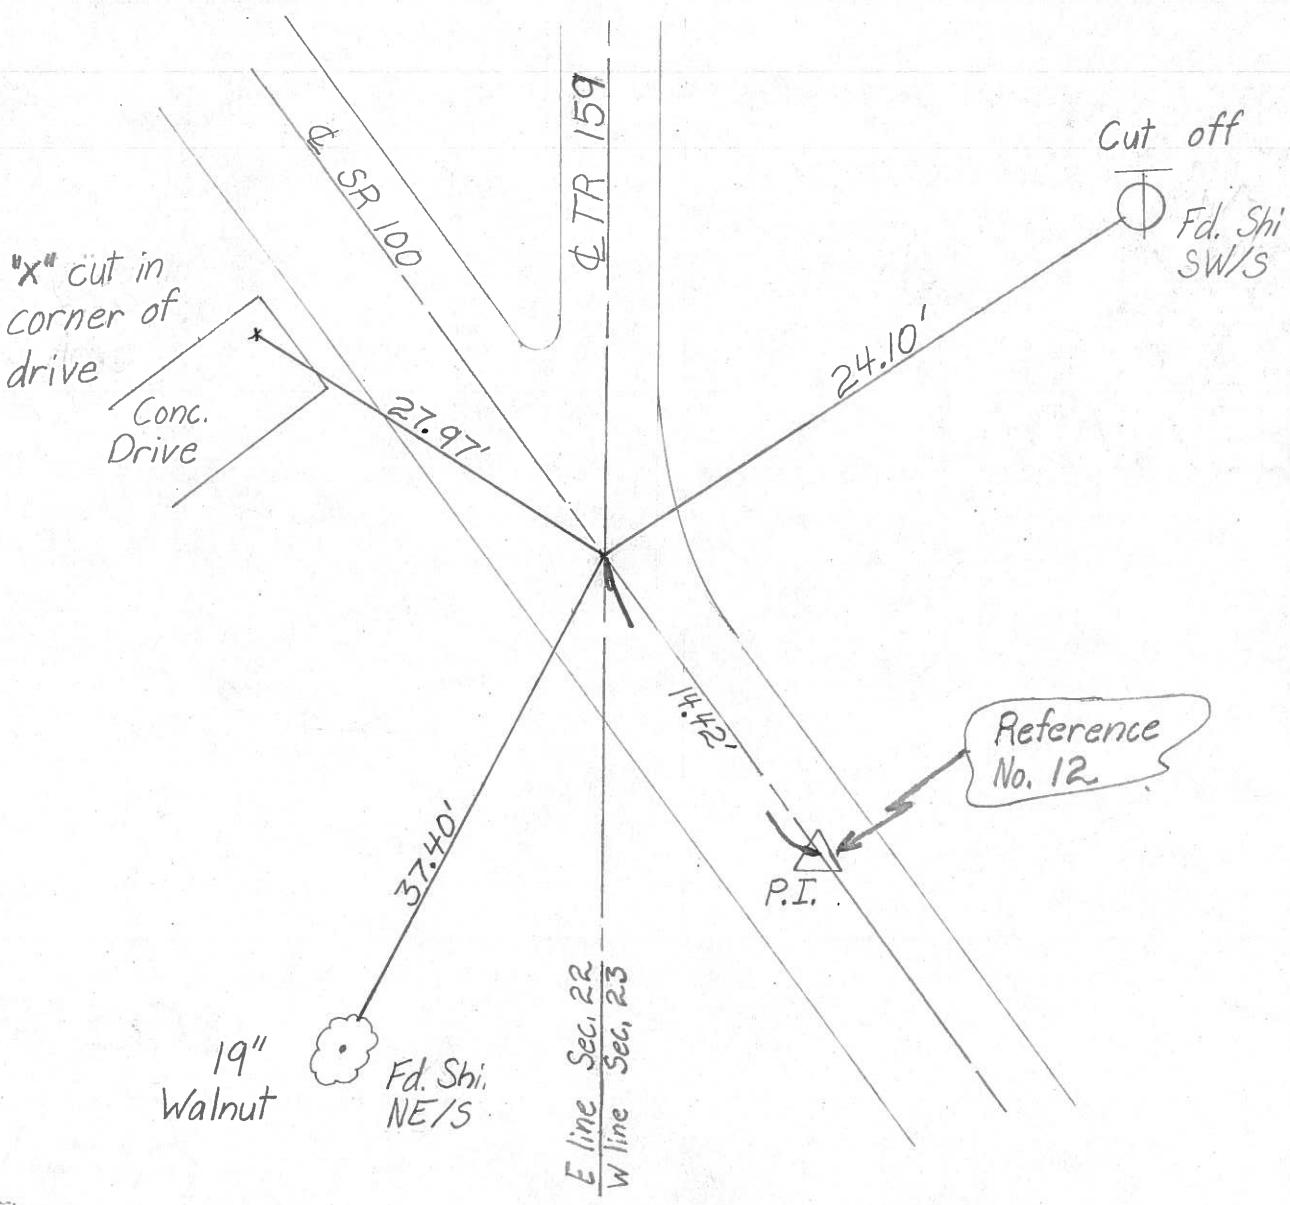 ℄ SR 100
℄ TR 159
Cut off
Fd. Shi
SW/S
"X" cut in
corner of
drive
Conc.
Drive
27.97'
24.10'
14.42'
Reference
No. 12
P.I.
37.40'
19"
Walnut
Fd. Shi.
NE/S
E line Sec. 22
W line Sec. 23